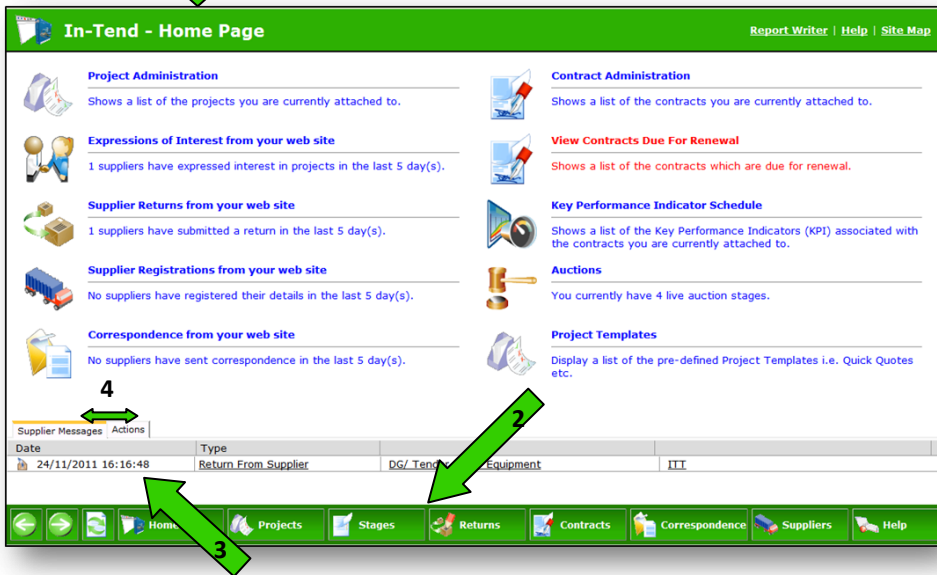 In-Tend - Home Page
Report Writer | Help | Site Map
Project Administration
Shows a list of the projects you are currently attached to.
Expressions of Interest from your web site
1 suppliers have expressed interest in projects in the last 5 day(s).
Supplier Returns from your web site
1 suppliers have submitted a return in the last 5 day(s).
Supplier Registrations from your web site
No suppliers have registered their details in the last 5 day(s).
Correspondence from your web site
No suppliers have sent correspondence in the last 5 day(s).
Contract Administration
Shows a list of the contracts you are currently attached to.
View Contracts Due For Renewal
Shows a list of the contracts which are due for renewal.
Key Performance Indicator Schedule
Shows a list of the Key Performance Indicators (KPI) associated with
the contracts you are currently attached to.
Auctions
You currently have 4 live auction stages.
Project Templates
Display a list of the pre-defined Project Templates i.e. Quick Quotes
etc.
4
2
Supplier Messages Actions
Date Type
24/11/2011 16:16:48 Return From Supplier DG/ Tender Equipment ITT
Home Projects Stages Returns Contracts Correspondence Suppliers Help
3